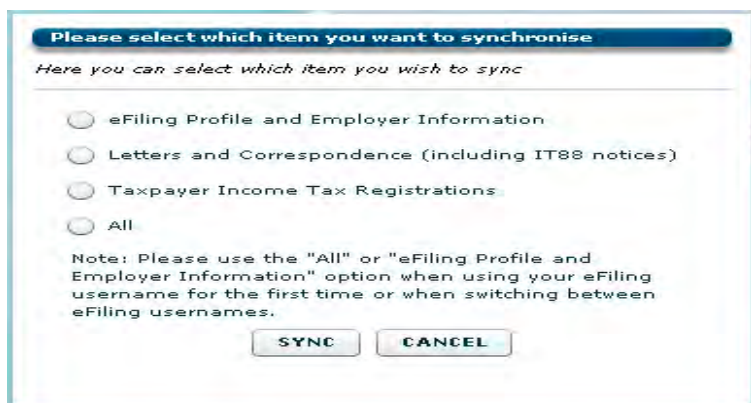 Please select which item you want to synchronise
Here you can select which item you wish to sync
eFiling Profile and Employer Information
Letters and Correspondence (including IT88 notices)
Taxpayer Income Tax Registrations
All
Note: Please use the "All" or "eFiling Profile and
Employer Information" option when using your eFiling
username for the first time or when switching between
eFiling usernames.
SYNC CANCEL